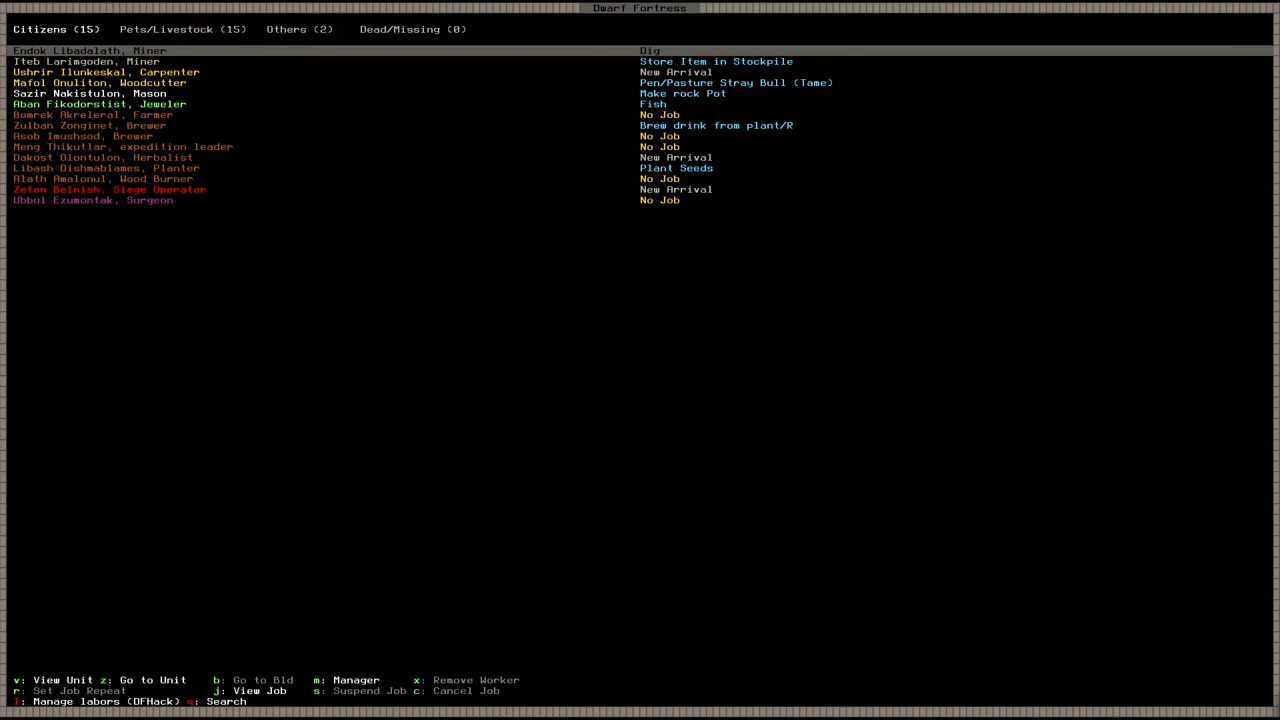 Dwarf Fortress
Citizens (15) Pets/Livestock (15) Others (2) Dead/Missing (0)
Endok Libadalath, Miner Dig
Iteb Larimgoden, Miner Store Item in Stockpile
Ushrir Ilunkeskal, Carpenter New Arrival
Mafol Onuliton, Woodcutter Pen/Pasture Stray Bull (Tame)
Sazir Nakistulon, Mason Make rock Pot
Aban Fikodorstist, Jeweler Fish
Bomrek Akreleral, Farmer No Job
Zulban Zonginet, Brewer Brew drink from plant/R
Asob Imushsod, Brewer No Job
Meng Thikutlar, expedition leader No Job
Dakost Olontulon, Herbalist New Arrival
Libash Dishmablames, Planter Plant Seeds
Alath Amalonul, Wood Burner No Job
Zefon Belnish, Siege Operator New Arrival
Ubbul Ezumontak, Surgeon No Job
v: View Unit z: Go to Unit b: Go to Bld m: Manager x: Remove Worker
r: Set Job Repeat j: View Job s: Suspend Job c: Cancel Job
l: Manage labors (DFHack) q: Search